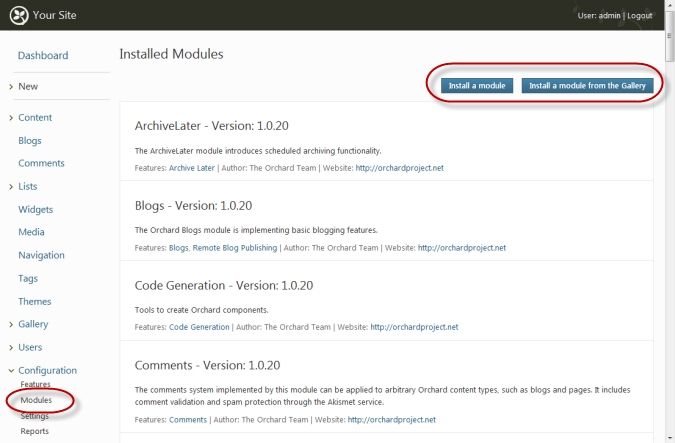 Your Site
User: admin | Logout
Dashboard
New
Content
Blogs
Comments
Lists
Widgets
Media
Navigation
Tags
Themes
Gallery
Users
Configuration
Features
Modules
Settings
Reports
Installed Modules
Install a module
Install a module from the Gallery
ArchiveLater - Version: 1.0.20
The ArchiveLater module introduces scheduled archiving functionality.
Features: Archive Later | Author: The Orchard Team | Website: http://orchardproject.net
Blogs - Version: 1.0.20
The Orchard Blogs module is implementing basic blogging features.
Features: Blogs, Remote Blog Publishing | Author: The Orchard Team | Website: http://orchardproject.net
Code Generation - Version: 1.0.20
Tools to create Orchard components.
Features: Code Generation | Author: The Orchard Team | Website: http://orchardproject.net
Comments - Version: 1.0.20
The comments system implemented by this module can be applied to arbitrary Orchard content types, such as blogs and pages. It includes
comment validation and spam protection through the Akismet service.
Features: Comments | Author: The Orchard Team | Website: http://orchardproject.net